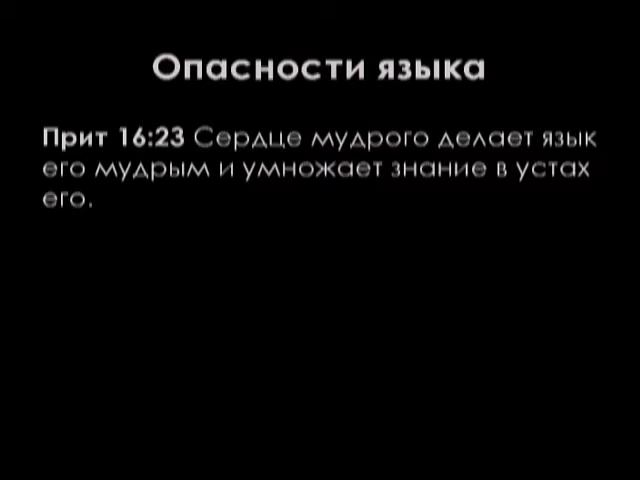 Опасности языка
Прит 16:23 Сердце мудрого делает язык
его мудрым и умножает знание в устах
его.